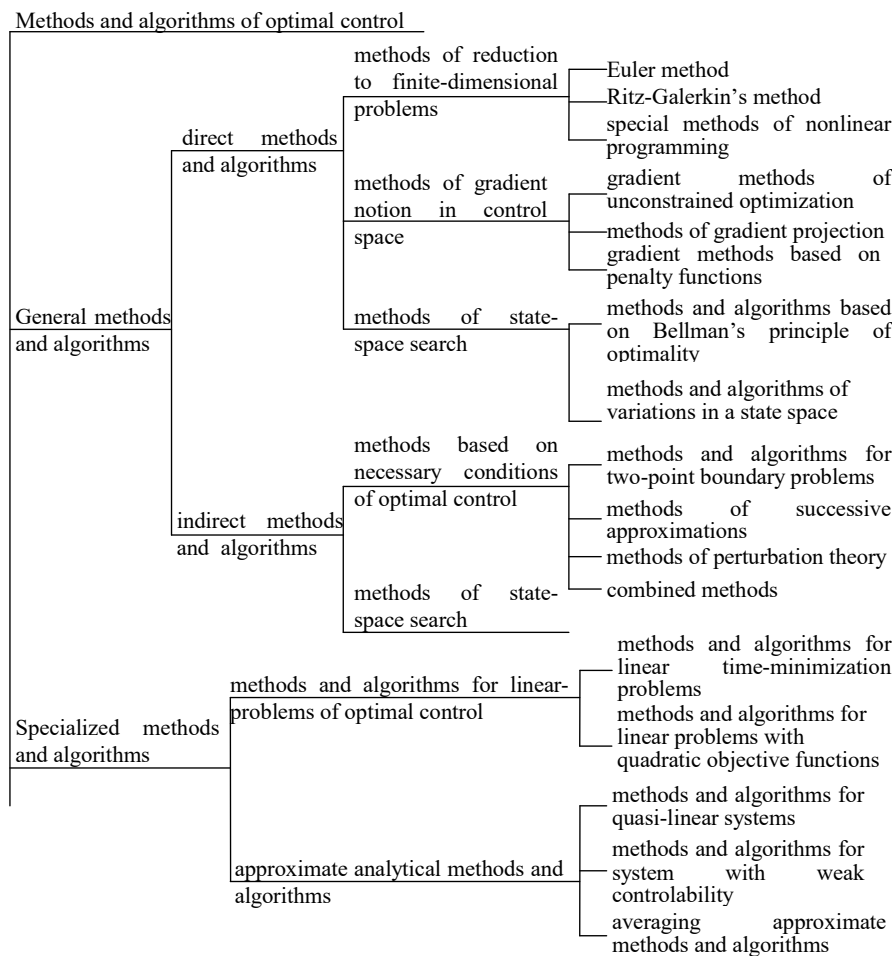 Methods and algorithms of optimal control
methods of reduction
to finite-dimensional
problems
Euler method
Ritz-Galerkin's method
special methods of nonlinear
programming
direct methods
and algorithms
methods of gradient
notion in control
space
gradient methods of
unconstrained optimization
methods of gradient projection
gradient methods based on
penalty functions
General methods
and algorithms
methods of state-
space search
methods and algorithms based
on Bellman's principle of
optimality
methods and algorithms of
variations in a state space
indirect methods
and algorithms
methods based on
necessary conditions
of optimal control
methods and algorithms for
two-point boundary problems
methods of successive
approximations
methods of perturbation theory
combined methods
methods of state-
space search
Specialized methods
and algorithms
methods and algorithms for linear-
problems of optimal control
methods and algorithms for
linear time-minimization
problems
methods and algorithms for
linear problems with
quadratic objective functions
approximate analytical methods and
algorithms
methods and algorithms for
quasi-linear systems
methods and algorithms for
system with weak
controlability
averaging approximate
methods and algorithms